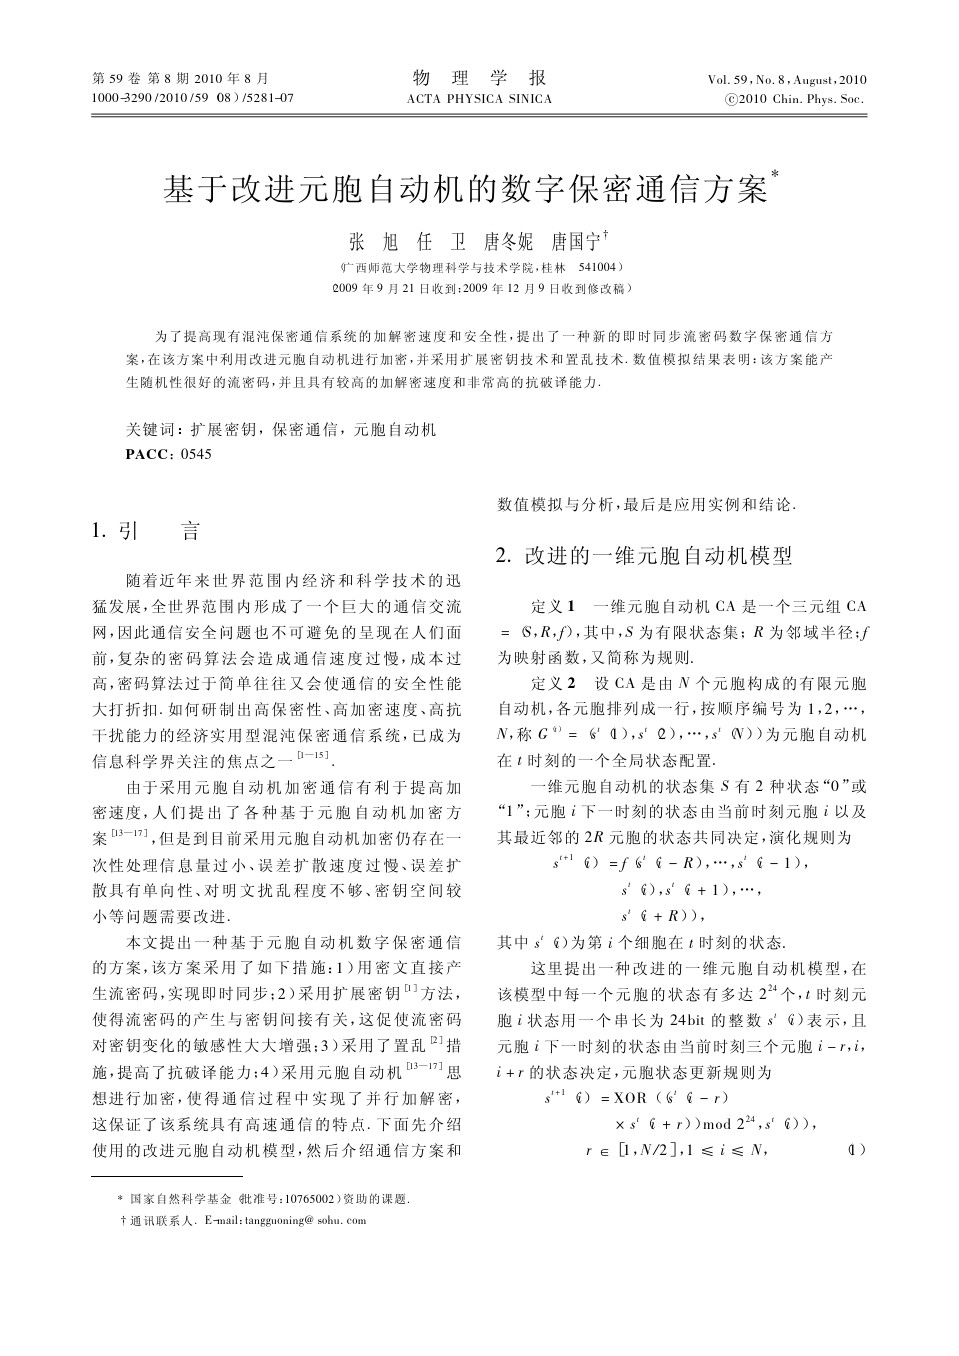 第 59 卷 第 8 期 2010 年 8 月
1000-3290/2010/59(08)/5281-07
物 理 学 报
ACTA PHYSICA SINICA
Vol. 59, No. 8, August, 2010
©2010 Chin. Phys. Soc.
基于改进元胞自动机的数字保密通信方案*
张 旭 任 卫 唐冬妮 唐国宁†
(广西师范大学物理科学与技术学院,桂林 541004)
(2009 年 9 月 21 日收到;2009 年 12 月 9 日收到修改稿)
为了提高现有混沌保密通信系统的加解密速度和安全性,提出了一种新的即时同步流密码数字保密通信方
案,在该方案中利用改进元胞自动机进行加密,并采用扩展密钥技术和置乱技术. 数值模拟结果表明:该方案能产
生随机性很好的流密码,并且具有较高的加解密速度和非常高的抗破译能力.
关键词: 扩展密钥, 保密通信, 元胞自动机
PACC: 0545
1. 引 言
随着近年来世界范围内经济和科学技术的迅
猛发展,全世界范围内形成了一个巨大的通信交流
网,因此通信安全问题也不可避免的呈现在人们面
前,复杂的密码算法会造成通信速度过慢,成本过
高,密码算法过于简单往往又会使通信的安全性能
大打折扣. 如何研制出高保密性、高加密速度、高抗
干扰能力的经济实用型混沌保密通信系统,已成为
信息科学界关注的焦点之一[1—15].
由于采用元胞自动机加密通信有利于提高加
密速度,人们提出了各种基于元胞自动机加密方
案[13—17],但是到目前采用元胞自动机加密仍存在一
次性处理信息量过小、误差扩散速度过慢、误差扩
散具有单向性、对明文扰乱程度不够、密钥空间较
小等问题需要改进.
本文提出一种基于元胞自动机数字保密通信
的方案,该方案采用了如下措施:1)用密文直接产
生流密码,实现即时同步;2)采用扩展密钥[1]方法,
使得流密码的产生与密钥间接有关,这促使流密码
对密钥变化的敏感性大大增强;3)采用了置乱[2]措
施,提高了抗破译能力;4)采用元胞自动机[13—17]思
想进行加密,使得通信过程中实现了并行加解密,
这保证了该系统具有高速通信的特点. 下面先介绍
使用的改进元胞自动机模型,然后介绍通信方案和
* 国家自然科学基金(批准号:10765002)资助的课题.
† 通讯联系人. E-mail:tangguoning@sohu.com
数值模拟与分析,最后是应用实例和结论.
2. 改进的一维元胞自动机模型
定义 1 一维元胞自动机 CA 是一个三元组 CA
= (S,R,f),其中,S 为有限状态集; R 为邻域半径;f
为映射函数,又简称为规则.
定义 2 设 CA 是由 N 个元胞构成的有限元胞
自动机,各元胞排列成一行,按顺序编号为 1,2,⋯,
N,称 G^(t) = (s^t(1),s^t(2),⋯,s^t(N))为元胞自动机
在 t 时刻的一个全局状态配置.
一维元胞自动机的状态集 S 有 2 种状态“0”或
“1”;元胞 i 下一时刻的状态由当前时刻元胞 i 以及
其最近邻的 2R 元胞的状态共同决定,演化规则为
s^{t+1}(i) = f(s^t(i − R),⋯,s^t(i − 1),
s^t(i),s^t(i + 1),⋯,
s^t(i + R)),
其中 s^t(i)为第 i 个细胞在 t 时刻的状态.
这里提出一种改进的一维元胞自动机模型,在
该模型中每一个元胞的状态有多达 2^24 个,t 时刻元
胞 i 状态用一个串长为 24bit 的整数 s^t(i)表示,且
元胞 i 下一时刻的状态由当前时刻三个元胞 i − r,i,
i + r 的状态决定,元胞状态更新规则为
s^{t+1}(i) = XOR ((s^t(i − r)
× s^t(i + r))mod 2^24,s^t(i)),
r ∈ [1,N/2],1 ≤ i ≤ N, (1)